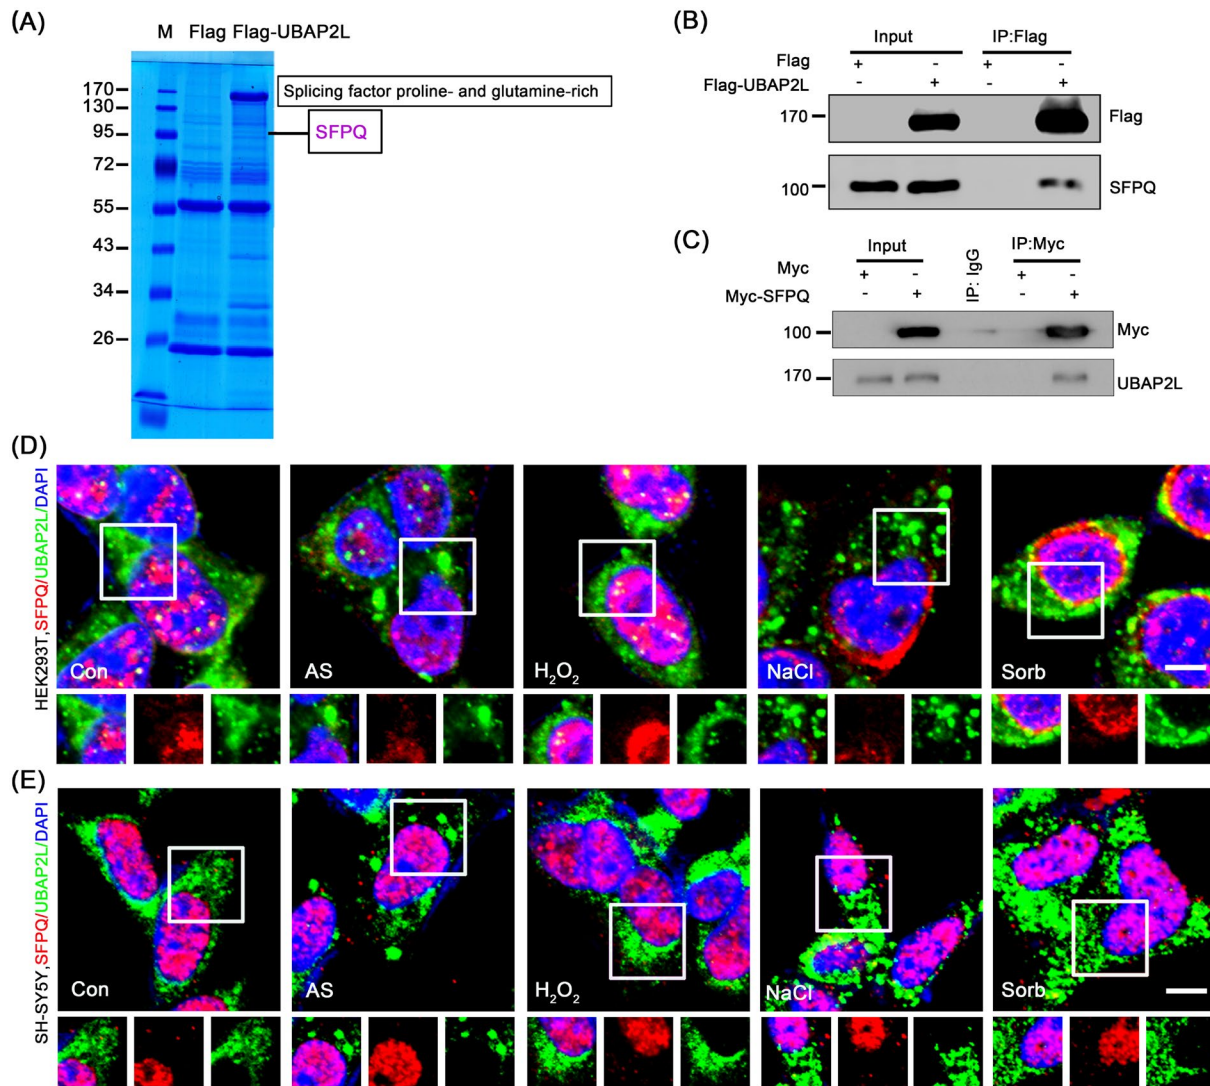 (A)
M Flag Flag-UBAP2L
170
130
95
72
55
43
34
26
Splicing factor proline- and glutamine-rich
SFPQ
(B)
Input IP:Flag
Flag + - + -
Flag-UBAP2L - + - +
170 Flag
100 SFPQ
(C)
Input IP: IgG IP:Myc
Myc + - + -
Myc-SFPQ - + - +
100 Myc
170 UBAP2L
(D)
HEK293T,SFPQ/UBAP2L/DAPI
Con AS H₂O₂ NaCl Sorb
(E)
SH-SY5Y,SFPQ/UBAP2L/DAPI
Con AS H₂O₂ NaCl Sorb